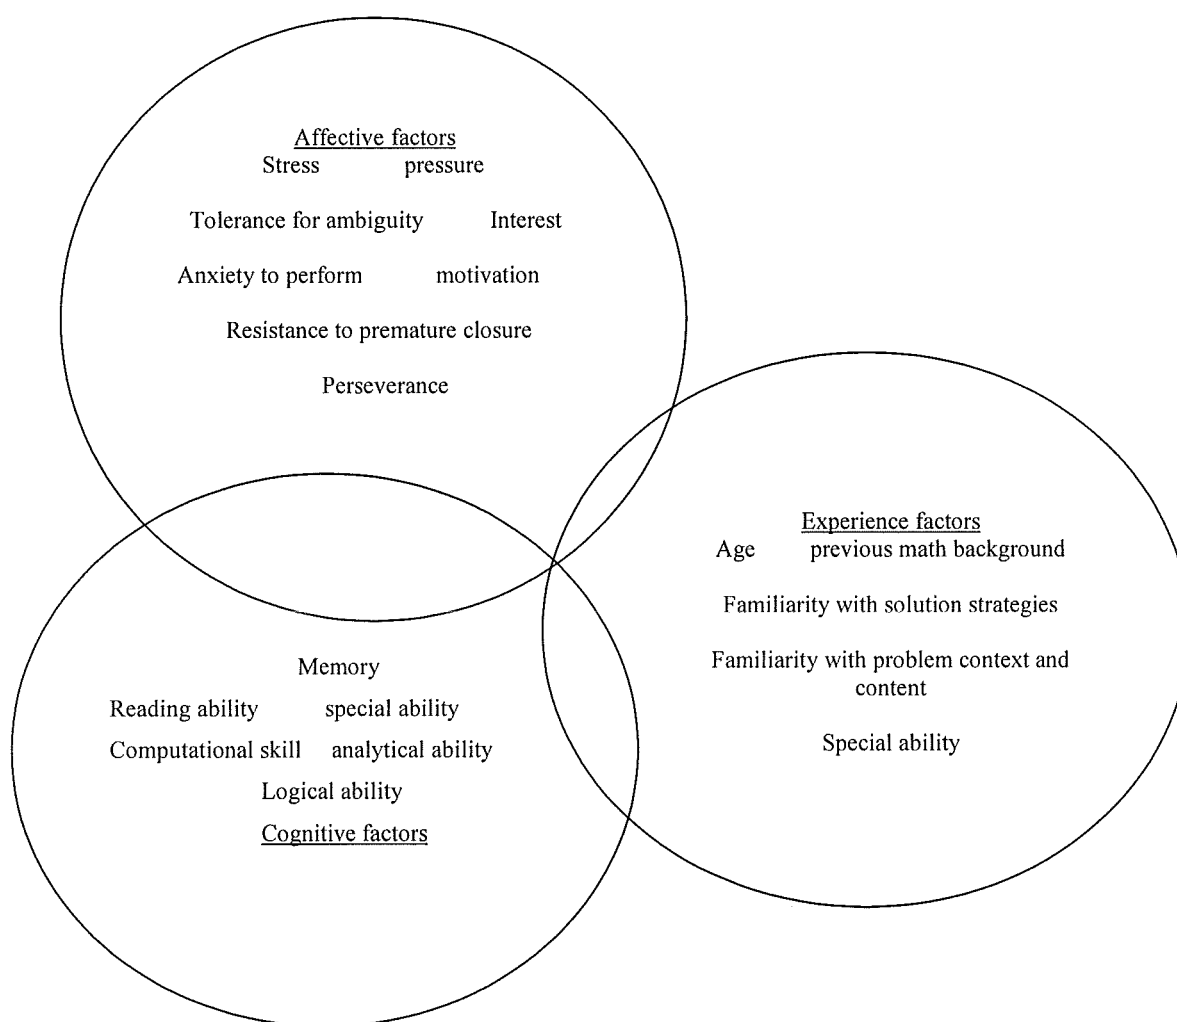 Affective factors
Stress pressure
Tolerance for ambiguity Interest
Anxiety to perform motivation
Resistance to premature closure
Perseverance
Experience factors
Age previous math background
Familiarity with solution strategies
Familiarity with problem context and
content
Special ability
Memory
Reading ability special ability
Computational skill analytical ability
Logical ability
Cognitive factors